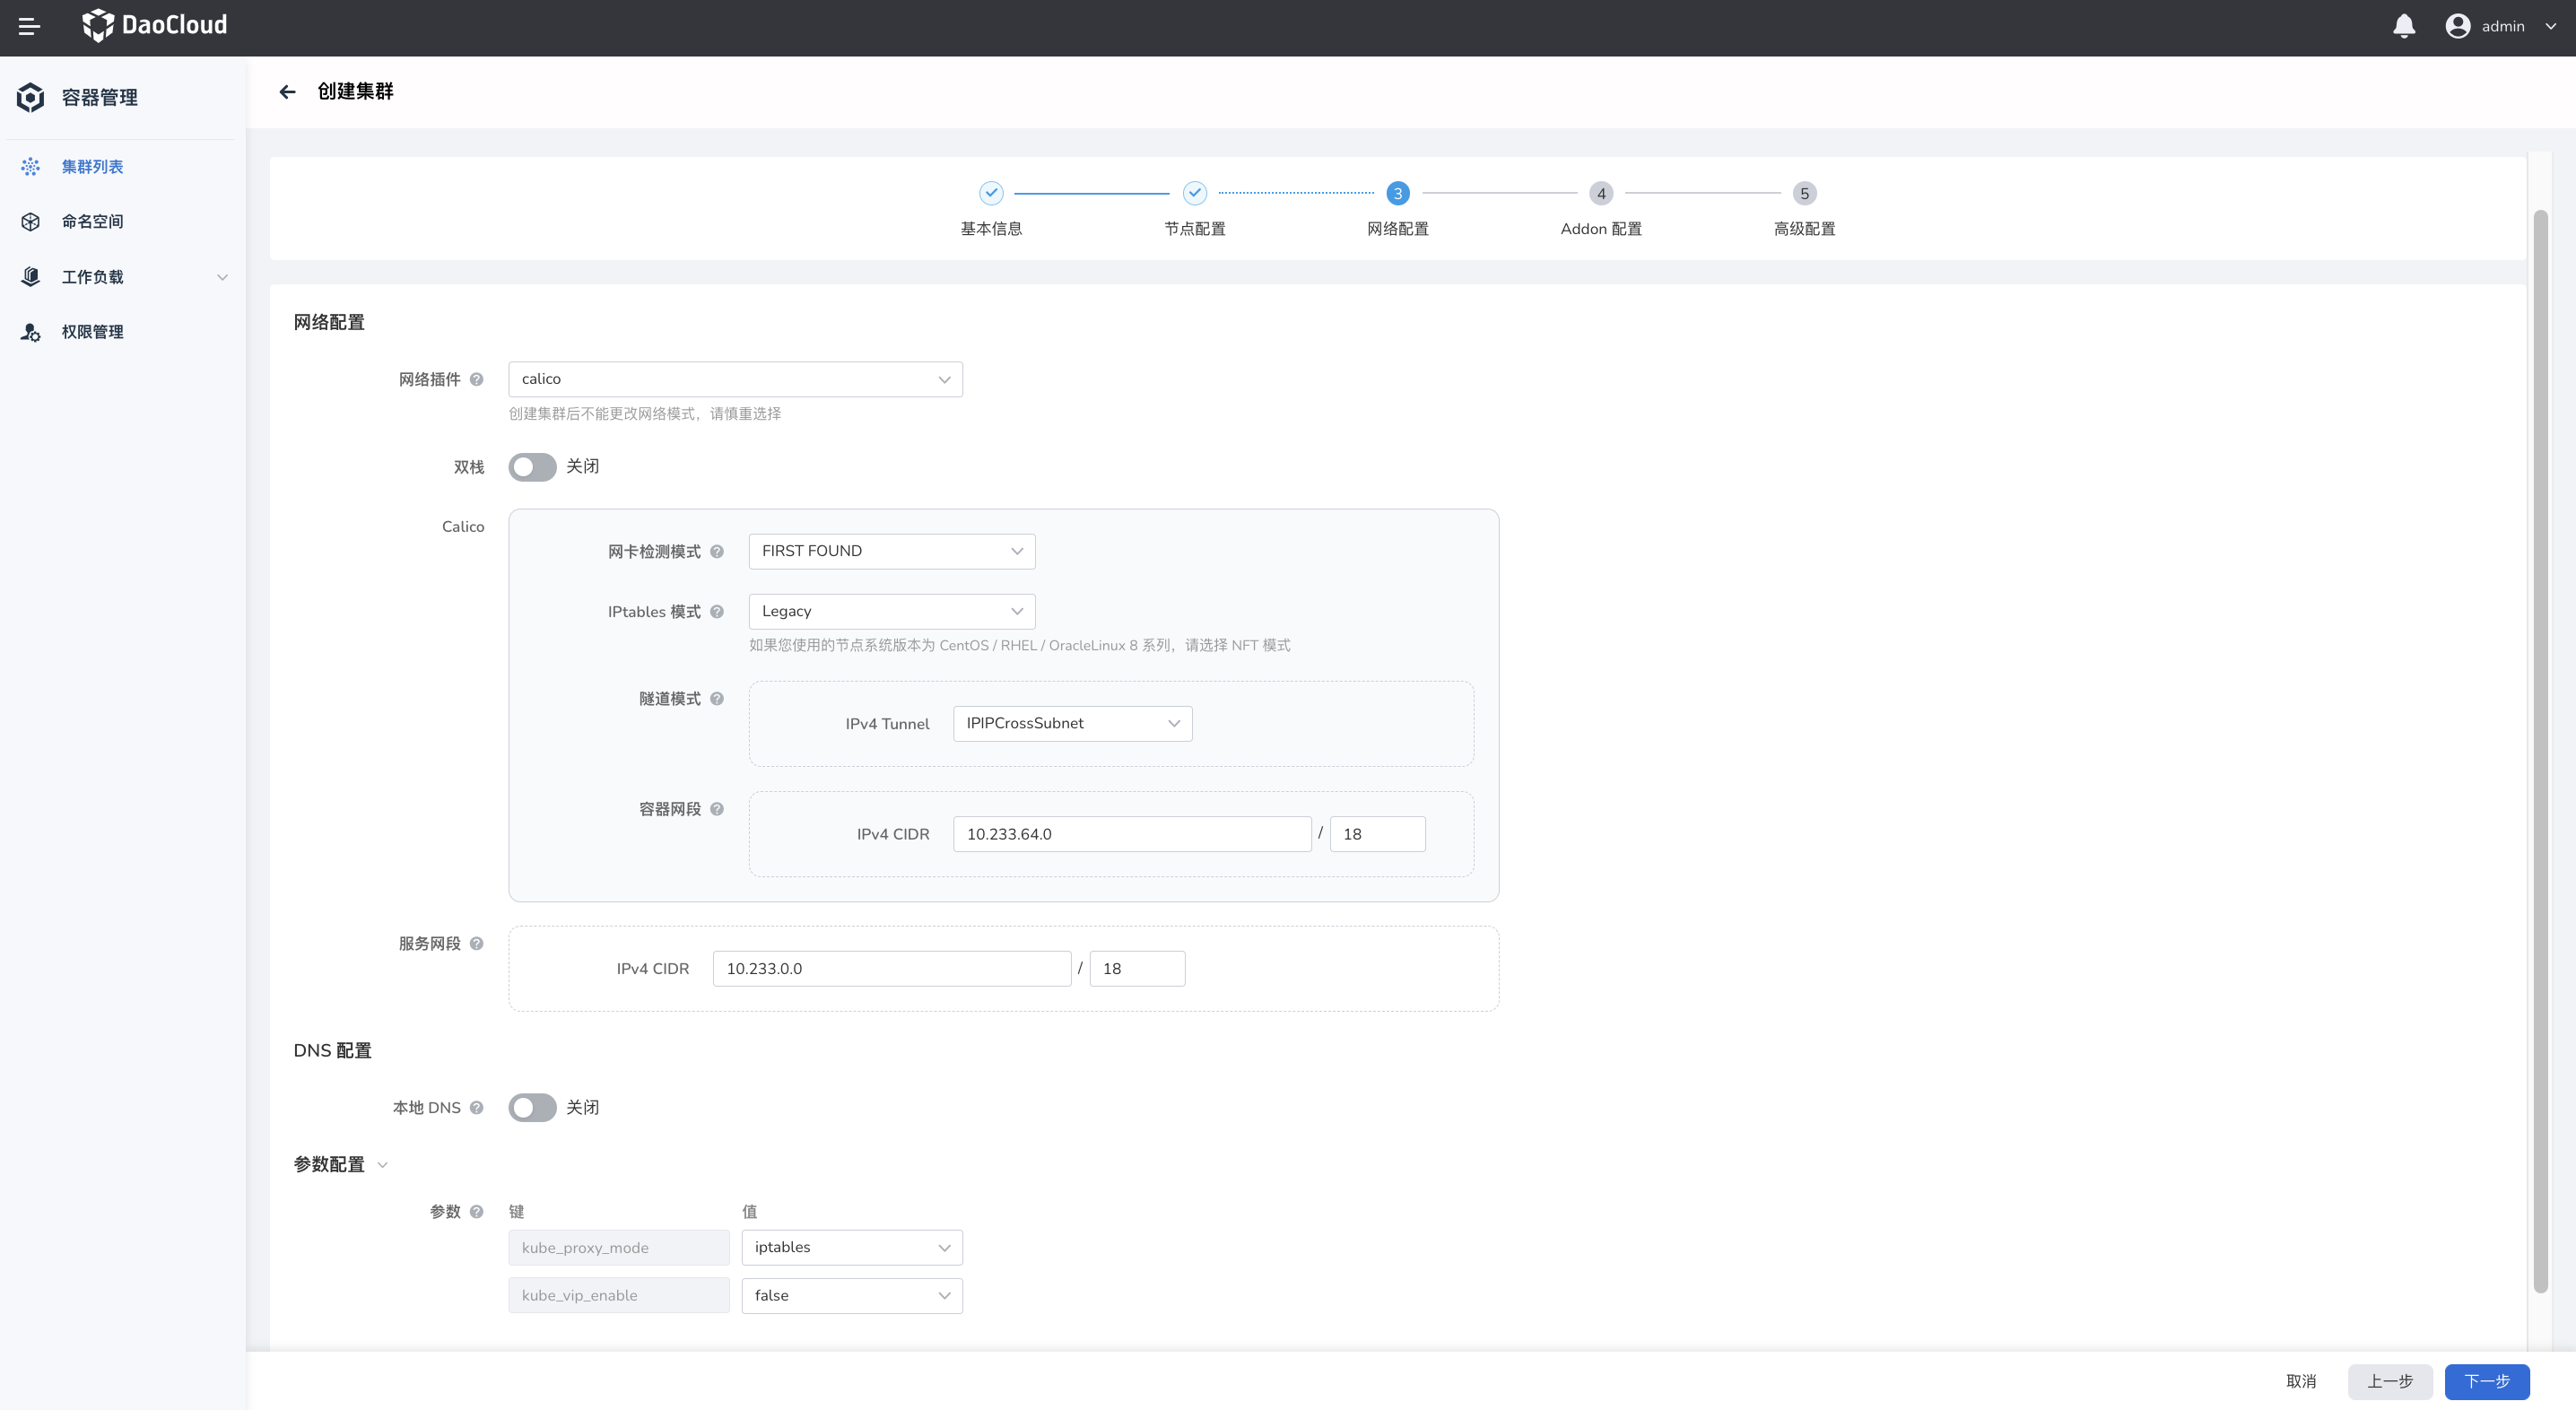 DaoCloud
admin
容器管理
集群列表
命名空间
工作负载
权限管理
创建集群
3 4 5
基本信息 节点配置 网络配置 Addon 配置 高级配置
网络配置
网络插件 calico
创建集群后不能更改网络模式，请慎重选择
双栈 关闭
Calico
网卡检测模式 FIRST FOUND
IPtables 模式 Legacy
如果您使用的节点系统版本为 CentOS / RHEL / OracleLinux 8 系列，请选择 NFT 模式
隧道模式
IPv4 Tunnel IPIPCrossSubnet
容器网段
IPv4 CIDR 10.233.64.0 / 18
服务网段
IPv4 CIDR 10.233.0.0 / 18
DNS 配置
本地 DNS 关闭
参数配置
参数 键 值
kube_proxy_mode iptables
kube_vip_enable false
取消 上一步 下一步